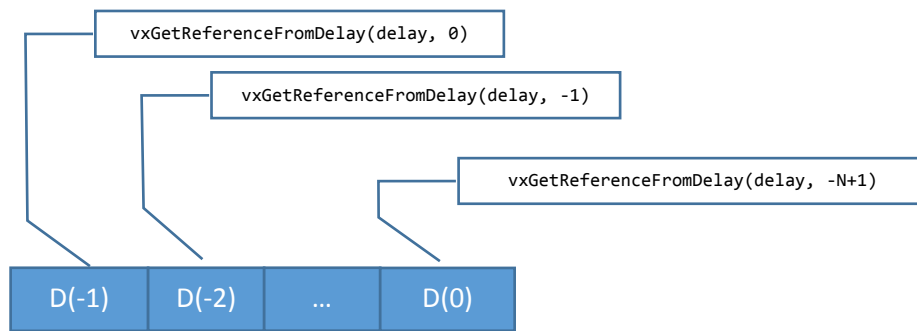 vxGetReferenceFromDelay(delay, 0)
vxGetReferenceFromDelay(delay, -1)
vxGetReferenceFromDelay(delay, -N+1)
D(-1) D(-2) … D(0)